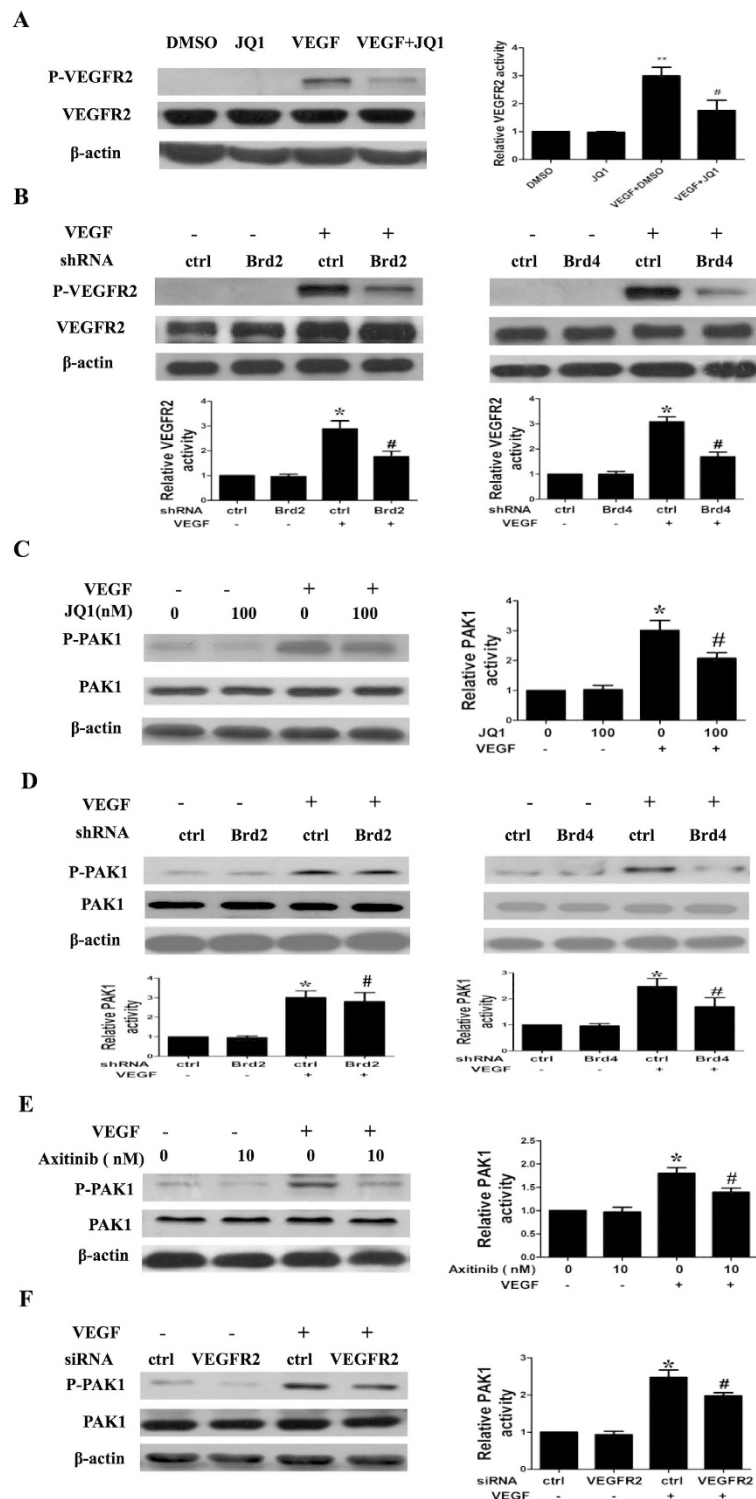 A
DMSO JQ1 VEGF VEGF+JQ1
P-VEGFR2
VEGFR2
β-actin
Relative VEGFR2 activity
4
3
2
1
0
**
#
DMSO
JQ1
VEGF+DMSO
VEGF+JQ1
B
VEGF - - + + - - + +
shRNA ctrl Brd2 ctrl Brd2 ctrl Brd4 ctrl Brd4
P-VEGFR2
VEGFR2
β-actin
Relative VEGFR2
activity
4
3
2
1
0
*
#
shRNA ctrl Brd2 ctrl Brd2
VEGF - - + +
Relative VEGFR2
activity
4
3
2
1
0
*
#
shRNA ctrl Brd4 ctrl Brd4
VEGF - - + +
C
VEGF - - + +
JQ1(nM) 0 100 0 100
P-PAK1
PAK1
β-actin
Relative PAK1
activity
4
3
2
1
0
*
#
JQ1 0 100 0 100
VEGF - - + +
D
VEGF - - + + - - + +
shRNA ctrl Brd2 ctrl Brd2 ctrl Brd4 ctrl Brd4
P-PAK1
PAK1
β-actin
Relative PAK1
activity
4
3
2
1
0
*
#
shRNA ctrl Brd2 ctrl Brd2
VEGF - - + +
Relative PAK1
activity
3
2
1
0
*
#
shRNA ctrl Brd4 ctrl Brd4
VEGF - - + +
E
VEGF - - + +
Axitinib ( nM) 0 10 0 10
P-PAK1
PAK1
β-actin
Relative PAK1
activity
2.5
2.0
1.5
1.0
0.5
0.0
*
#
Axitinib ( nM) 0 10 0 10
VEGF - - + +
F
VEGF - - + +
siRNA ctrl VEGFR2 ctrl VEGFR2
P-PAK1
PAK1
β-actin
Relative PAK1
activity
3
2
1
0
*
#
siRNA ctrl VEGFR2 ctrl VEGFR2
VEGF - - + +